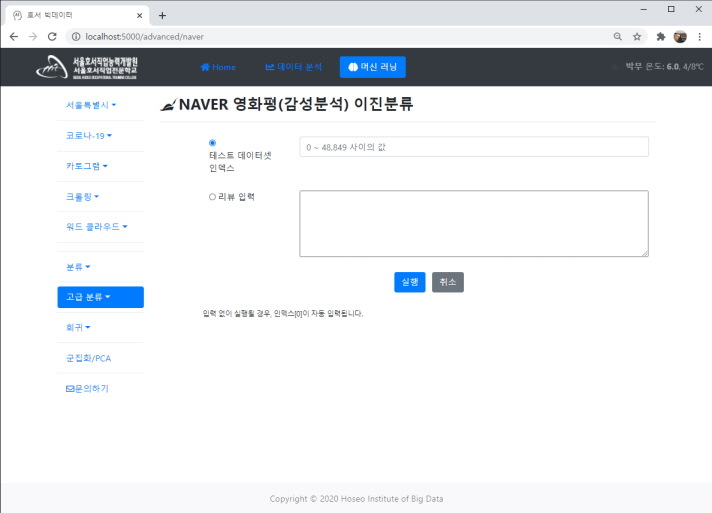 호서 빅데이터
localhost:5000/advanced/naver
서울호서직업능력개발원
서울호서직업전문학교
SEOUL HOSEO OCCUPATIONAL TRAINING COLLEGE
Home
데이터 분석
머신 러닝
박무 온도: 6.0, 4/8℃
서울특별시
코로나-19
카토그램
크롤링
워드 클라우드
분류
고급 분류
회귀
군집화/PCA
문의하기
NAVER 영화평(감성분석) 이진분류
테스트 데이터셋
인덱스
0 ~ 48,849 사이의 값
리뷰 입력
실행
취소
입력 없이 실행될 경우, 인덱스[0]이 자동 입력됩니다.
Copyright © 2020 Hoseo Institute of Big Data